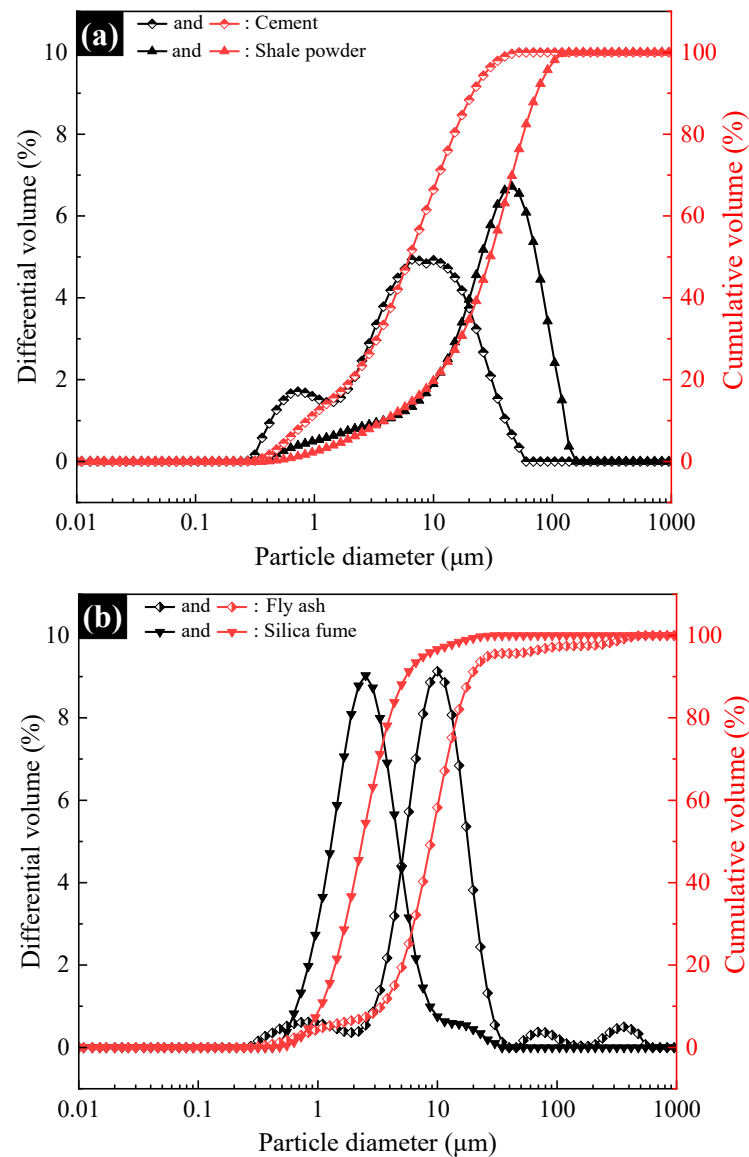 (a)
and : Cement
and : Shale powder
Differential volume (%)
10
8
6
4
2
0
100
80
60
40
20
0
Cumulative volume (%)
0.01 0.1 1 10 100 1000
Particle diameter (μm)
(b)
and : Fly ash
and : Silica fume
Differential volume (%)
10
8
6
4
2
0
100
80
60
40
20
0
Cumulative volume (%)
0.01 0.1 1 10 100 1000
Particle diameter (μm)